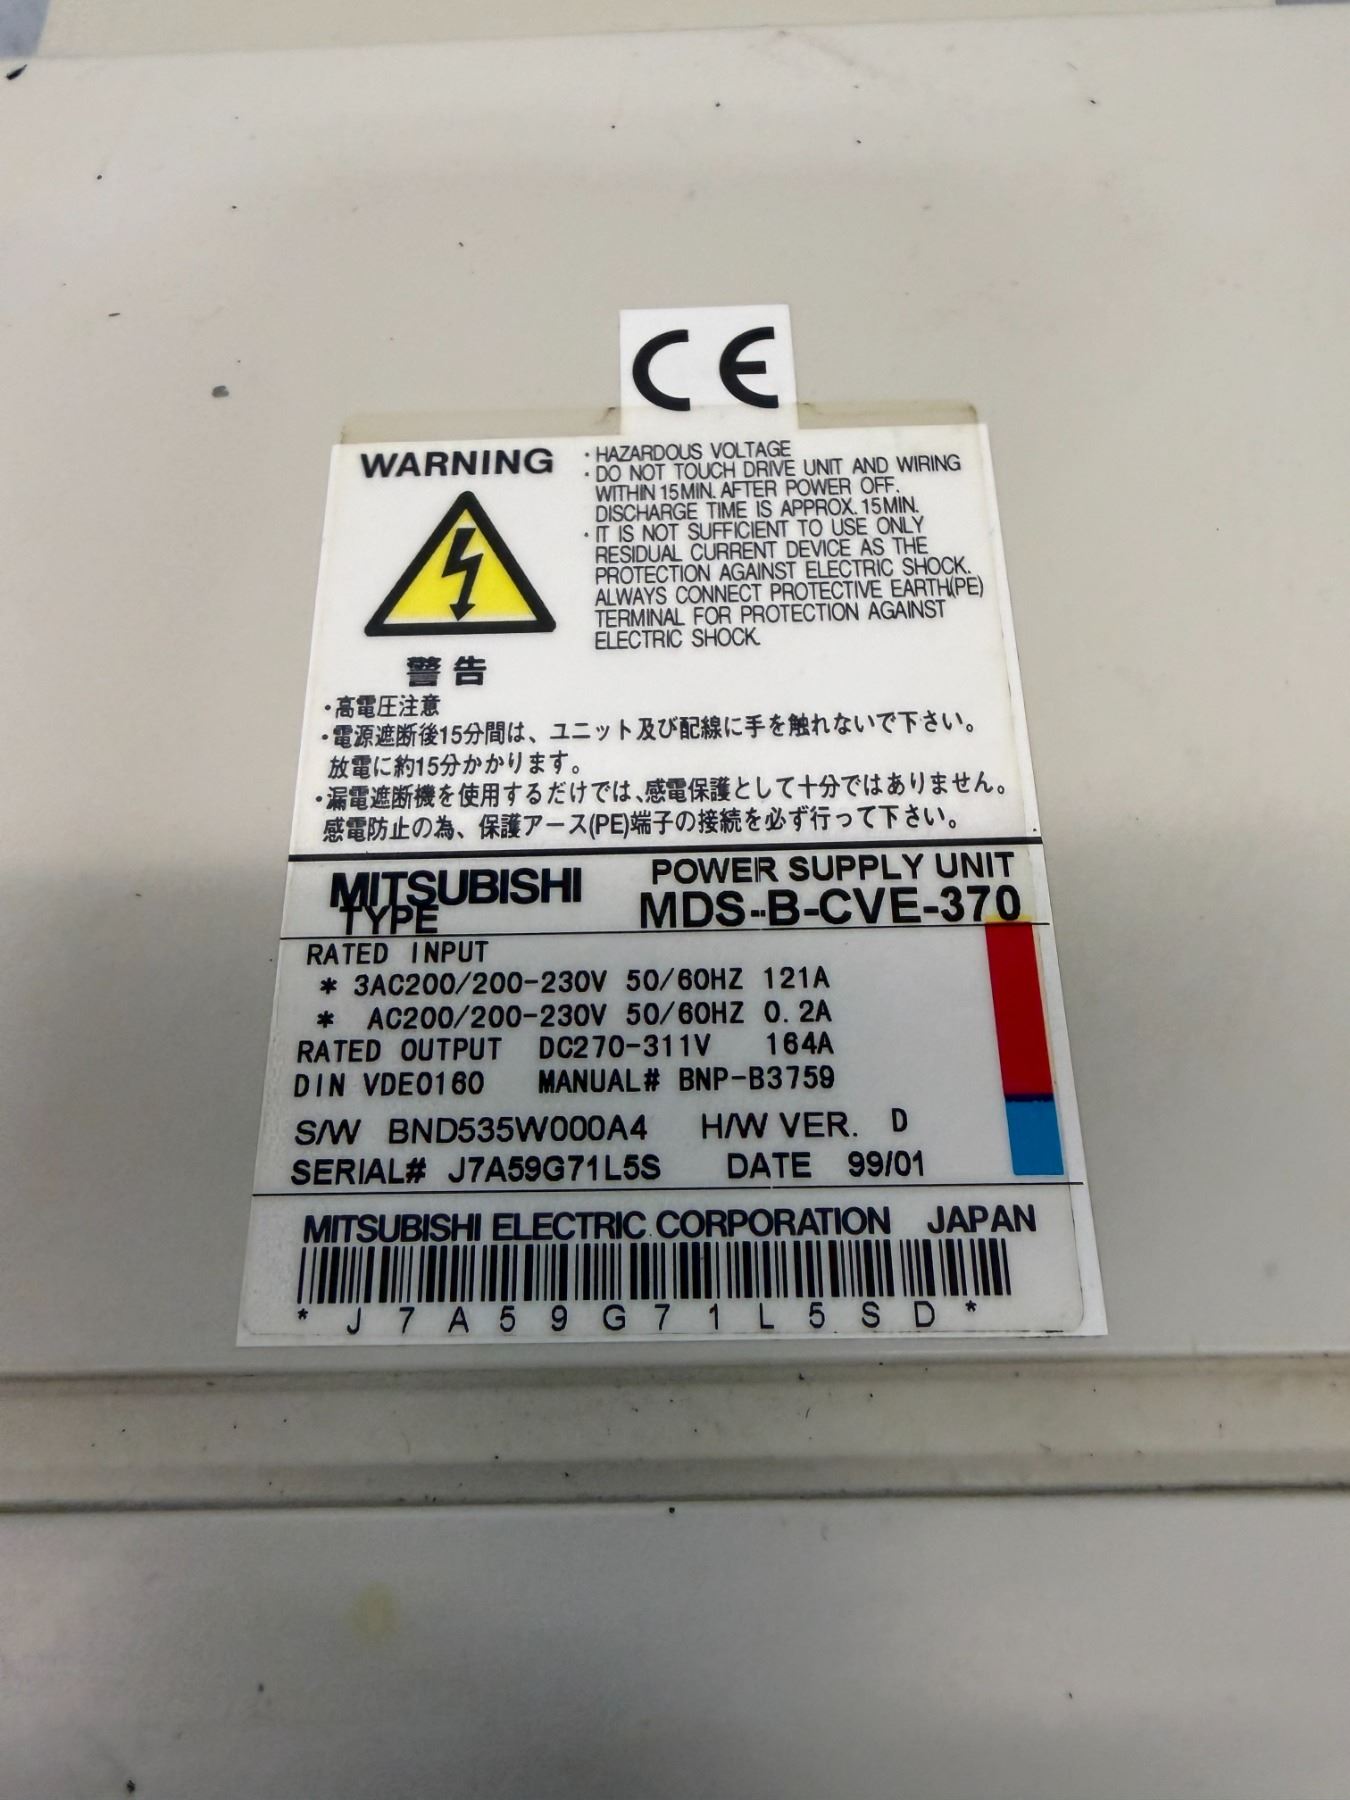 CE
WARNING
・HAZARDOUS VOLTAGE
・DO NOT TOUCH DRIVE UNIT AND WIRING
WITHIN 15MIN. AFTER POWER OFF.
DISCHARGE TIME IS APPROX. 15MIN.
・IT IS NOT SUFFICIENT TO USE ONLY
RESIDUAL CURRENT DEVICE AS THE
PROTECTION AGAINST ELECTRIC SHOCK.
ALWAYS CONNECT PROTECTIVE EARTH(PE)
TERMINAL FOR PROTECTION AGAINST
ELECTRIC SHOCK.
警告
・高電圧注意
・電源遮断後15分間は、ユニット及び配線に手を触れないで下さい。
放電に約15分かかります。
・漏電遮断機を使用するだけでは、感電保護として十分ではありません。
感電防止の為、保護アース(PE)端子の接続を必ず行って下さい。
MITSUBISHI POWER SUPPLY UNIT
TYPE MDS-B-CVE-370
RATED INPUT
* 3AC200/200-230V 50/60HZ 121A
* AC200/200-230V 50/60HZ 0.2A
RATED OUTPUT DC270-311V 164A
DIN VDE0160 MANUAL# BNP-B3759
S/W BND535W000A4 H/W VER. D
SERIAL# J7A59G71L5S DATE 99/01
MITSUBISHI ELECTRIC CORPORATION JAPAN
*J7A59G71L5SD*